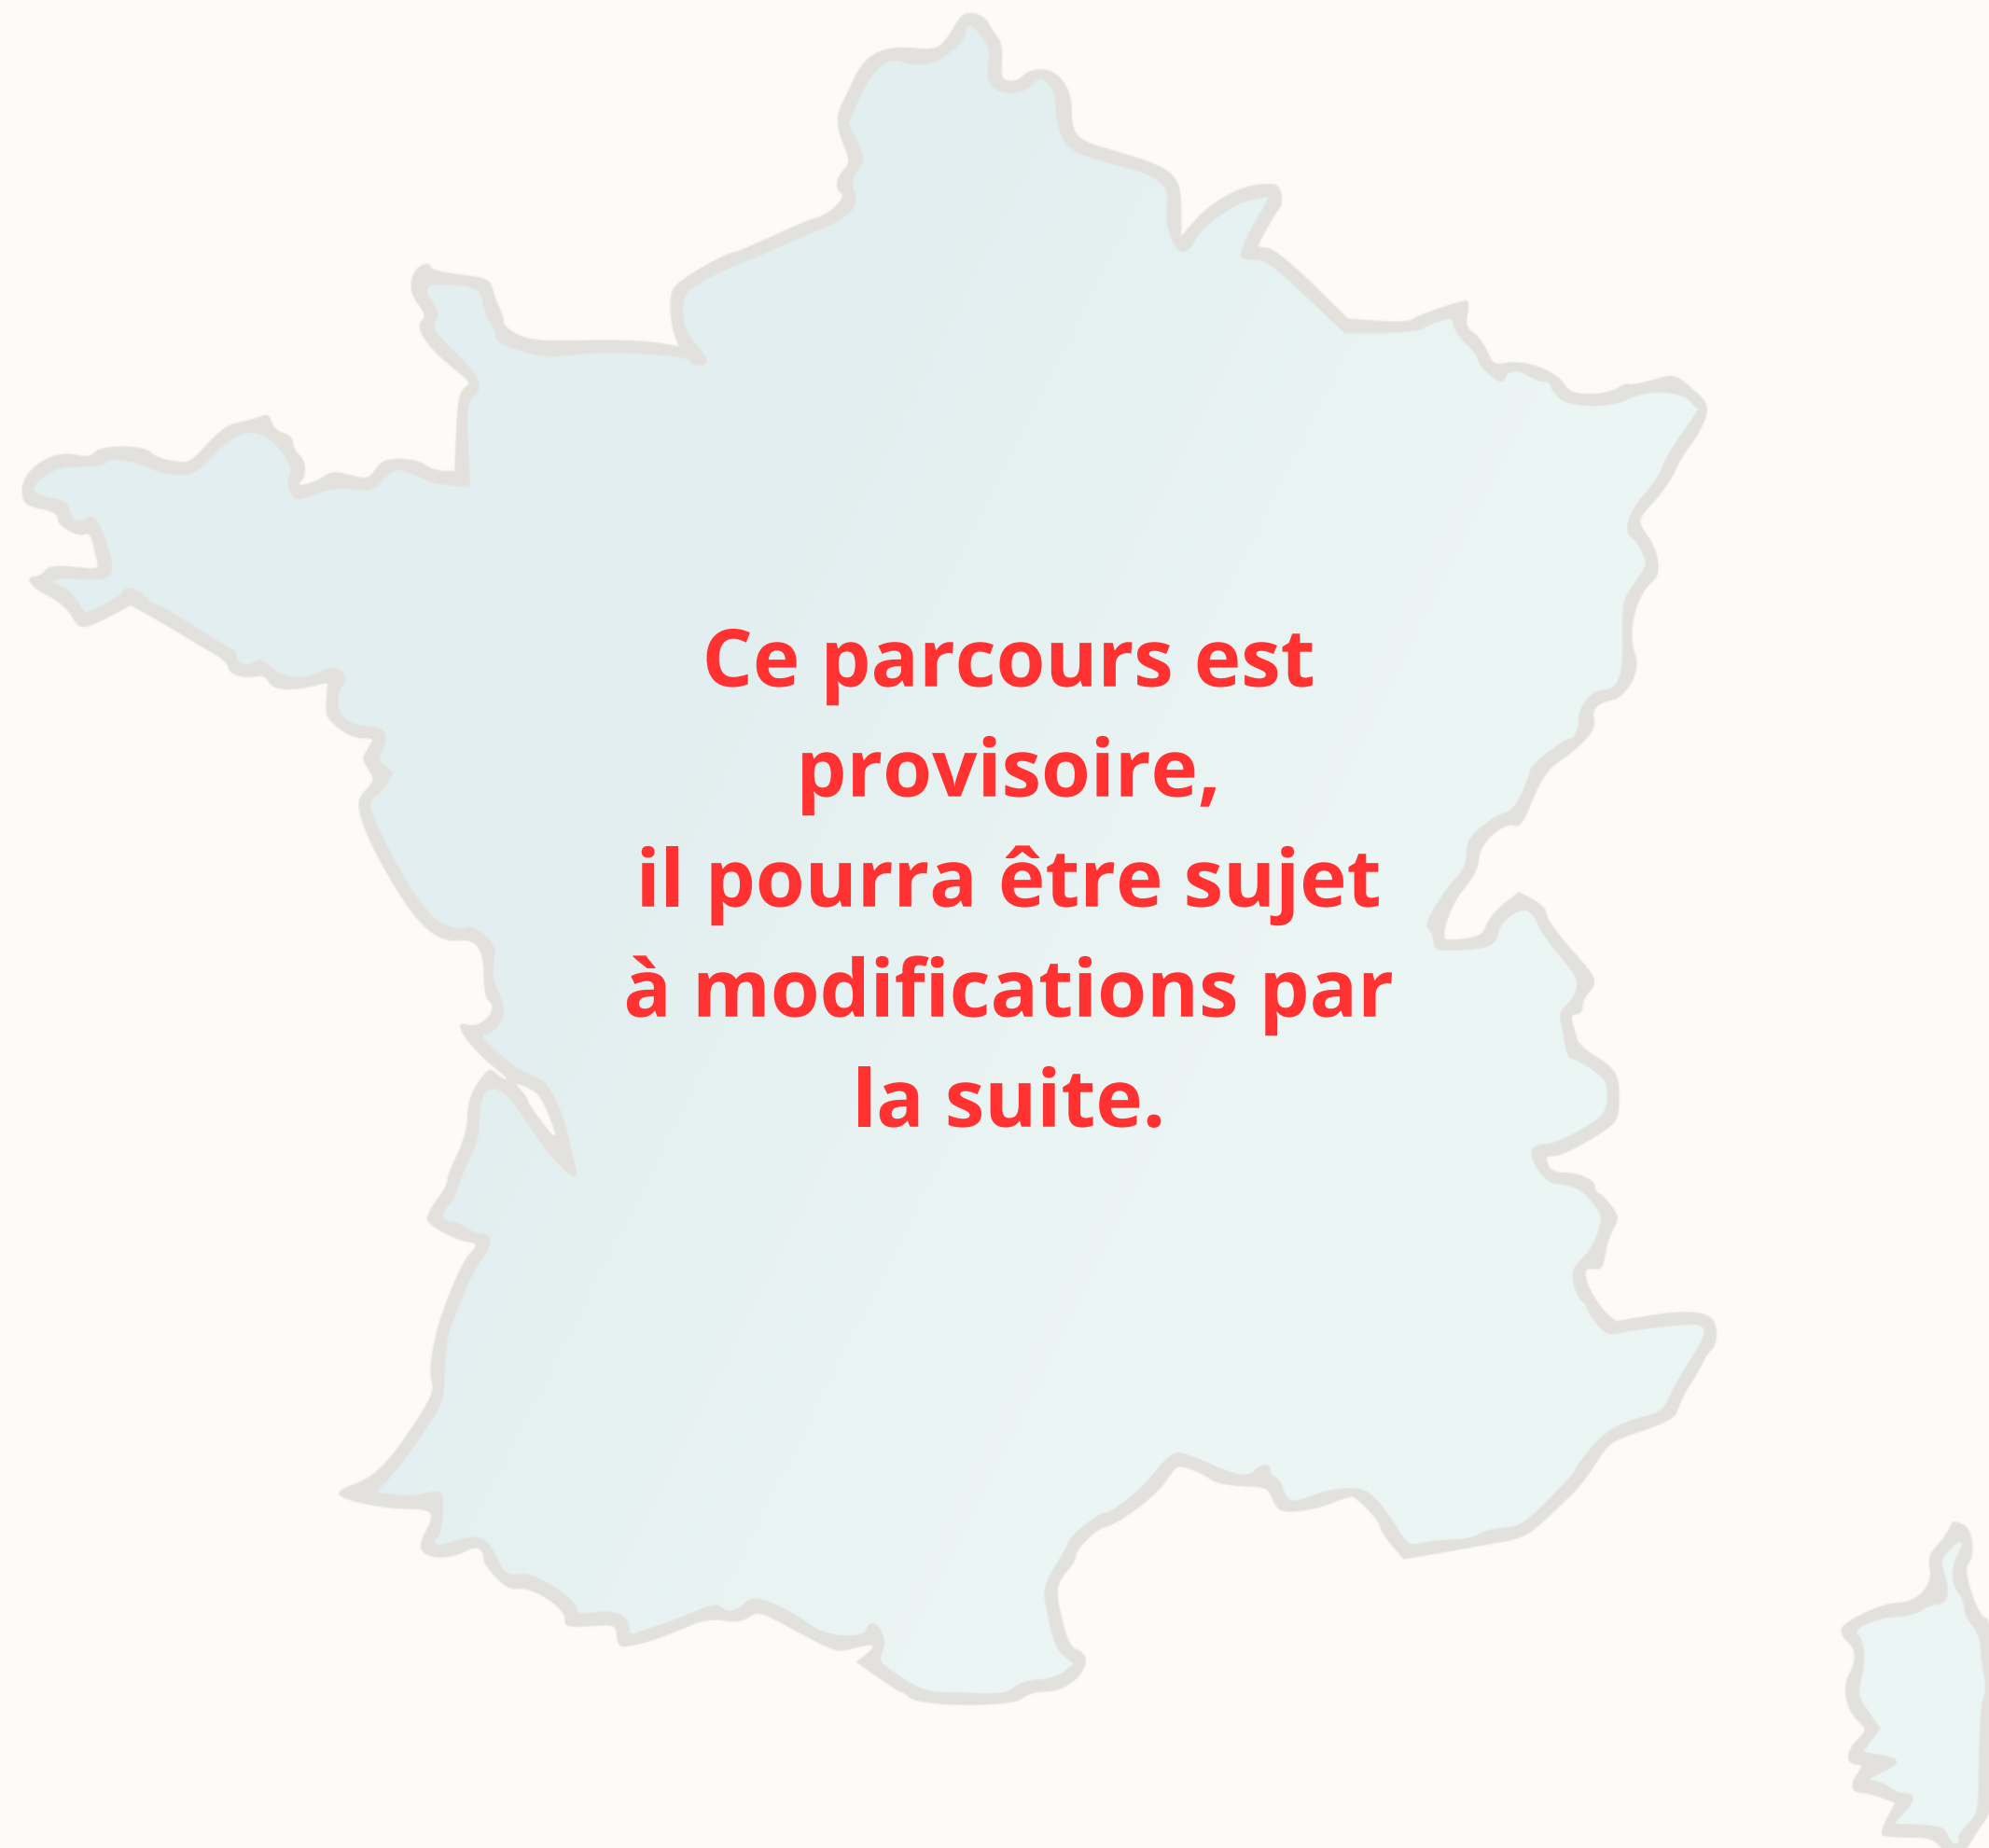 Ce parcours est
provisoire,
il pourra être sujet
à modifications par
la suite.